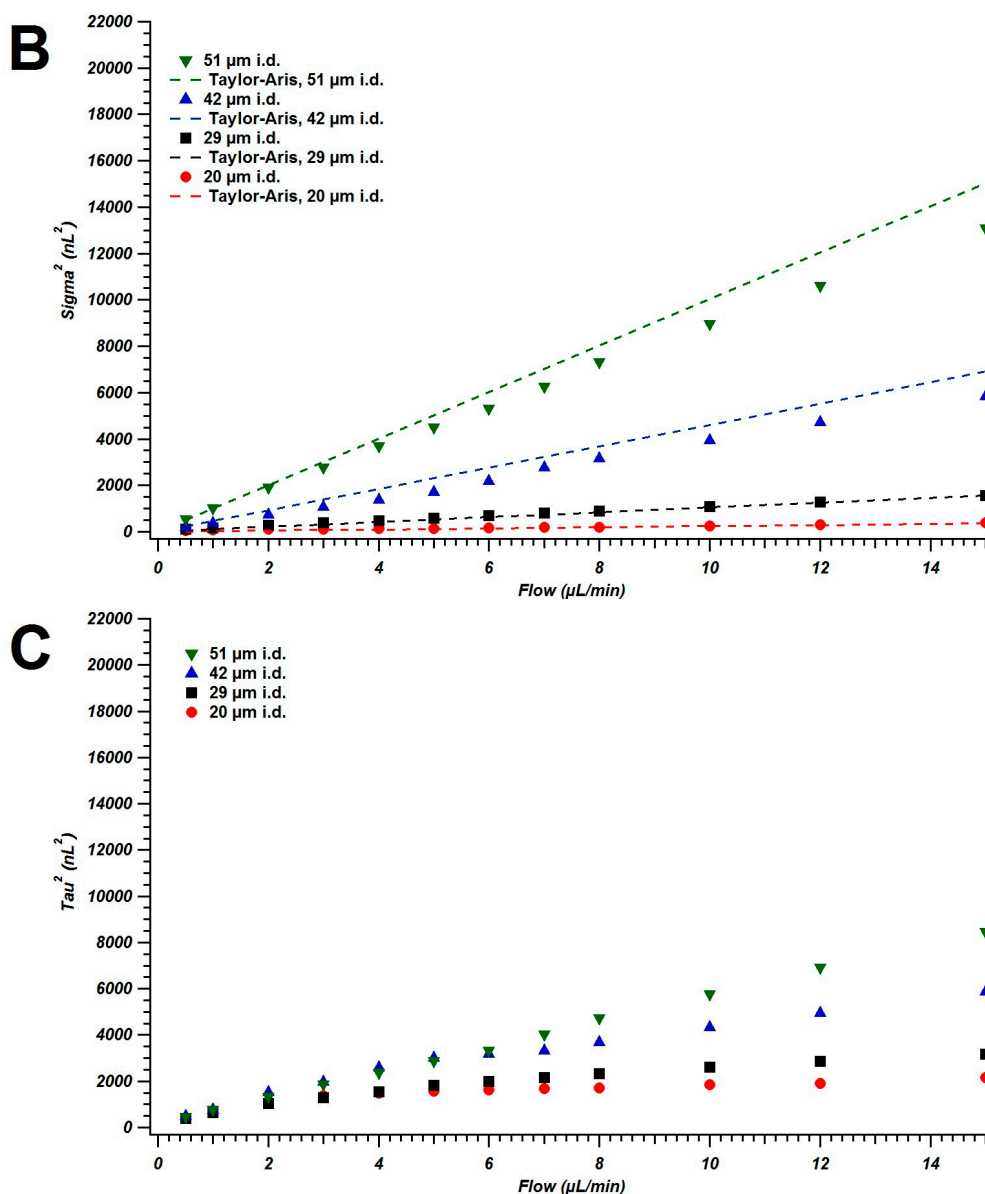 B
22000
20000
18000
16000
14000
12000
10000
8000
6000
4000
2000
0
Sigma² (nL²)
51 µm i.d.
Taylor-Aris, 51 µm i.d.
42 µm i.d.
Taylor-Aris, 42 µm i.d.
29 µm i.d.
Taylor-Aris, 29 µm i.d.
20 µm i.d.
Taylor-Aris, 20 µm i.d.
0 2 4 6 8 10 12 14
Flow (µL/min)
C
22000
20000
18000
16000
14000
12000
10000
8000
6000
4000
2000
0
Tau² (nL²)
51 µm i.d.
42 µm i.d.
29 µm i.d.
20 µm i.d.
0 2 4 6 8 10 12 14
Flow (µL/min)